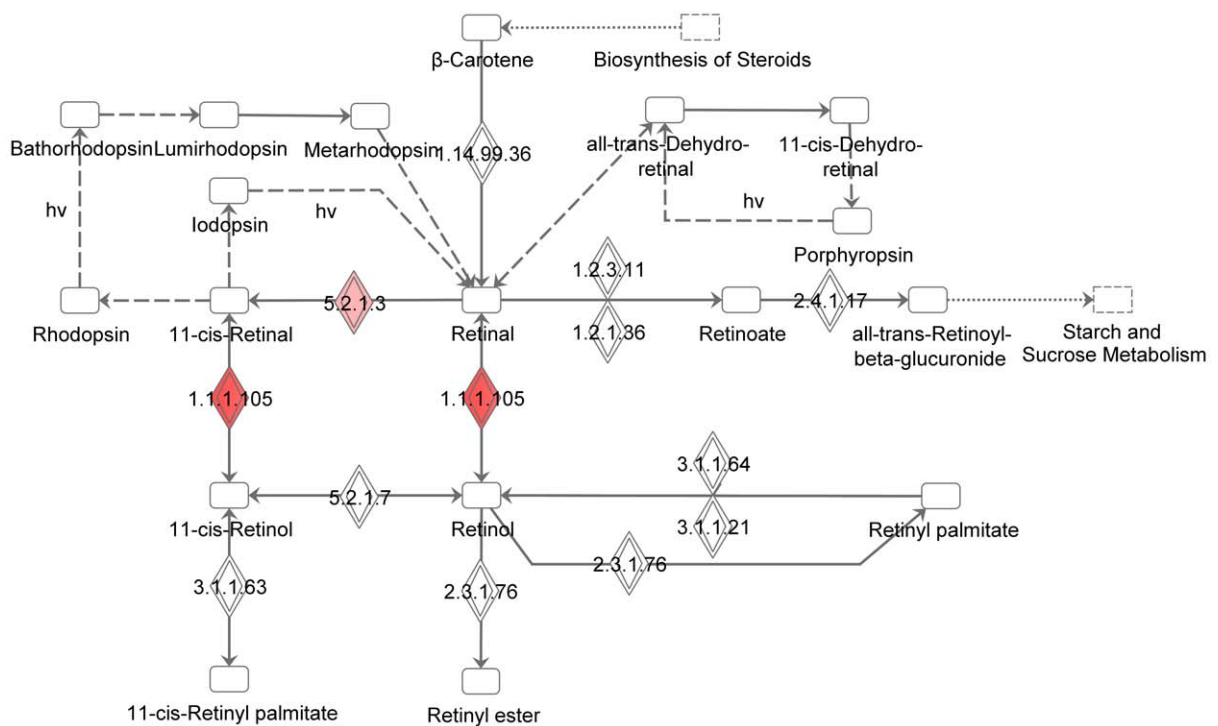 β-Carotene
Biosynthesis of Steroids
Bathorhodopsin
Lumirhodopsin
Metarhodopsin
1.14.99.36
all-trans-Dehydro-
retinal
11-cis-Dehydro-
retinal
hv
Iodopsin
hv
hv
Porphyropsin
Rhodopsin
11-cis-Retinal
5.2.1.3
Retinal
1.2.3.11
1.2.1.36
Retinoate
2.4.1.17
all-trans-Retinoyl-
beta-glucuronide
Starch and
Sucrose Metabolism
1.1.1.105
1.1.1.105
11-cis-Retinol
5.2.1.7
Retinol
3.1.1.64
3.1.1.21
Retinyl palmitate
3.1.1.63
2.3.1.76
2.3.1.76
11-cis-Retinyl palmitate
Retinyl ester